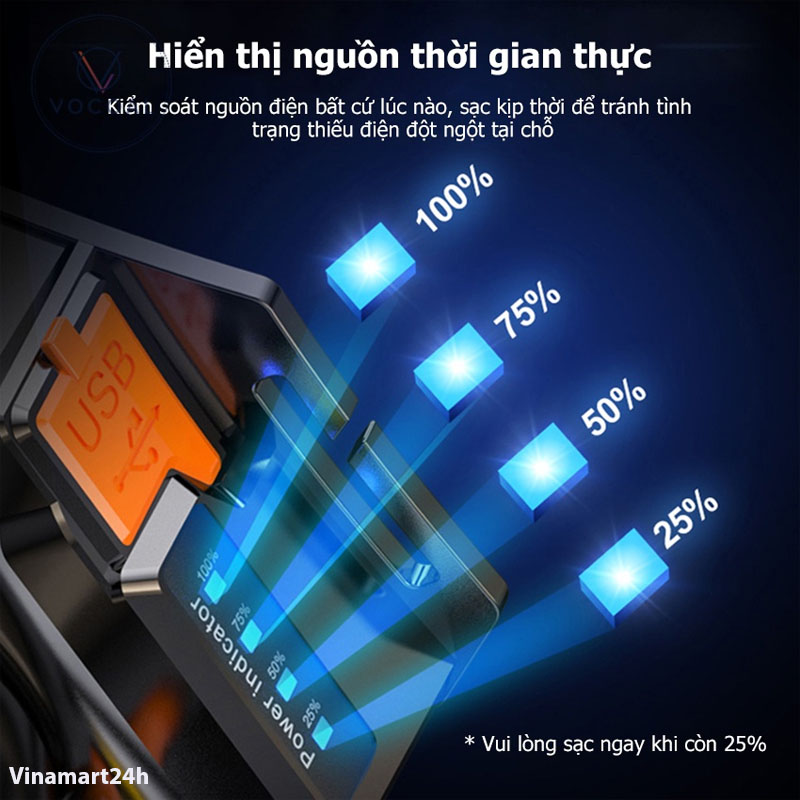 Hiển thị nguồn thời gian thực
Kiểm soát nguồn điện bất cứ lúc nào, sạc kịp thời để tránh tình
trạng thiếu điện đột ngột tại chỗ
100%
75%
50%
25%
USB
100%
75%
50%
25%
Power indicator
* Vui lòng sạc ngay khi còn 25%
Vinamart24h